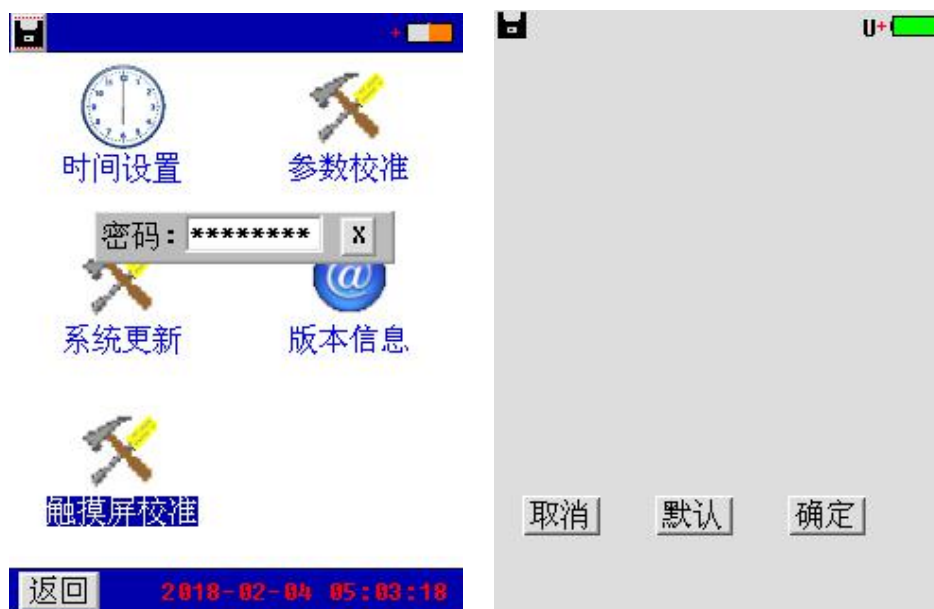 时间设置
参数校准
密码: ******** X
系统更新
版本信息
触摸屏校准
返回 2018-02-04 05:03:18
U+
取消 默认 确定